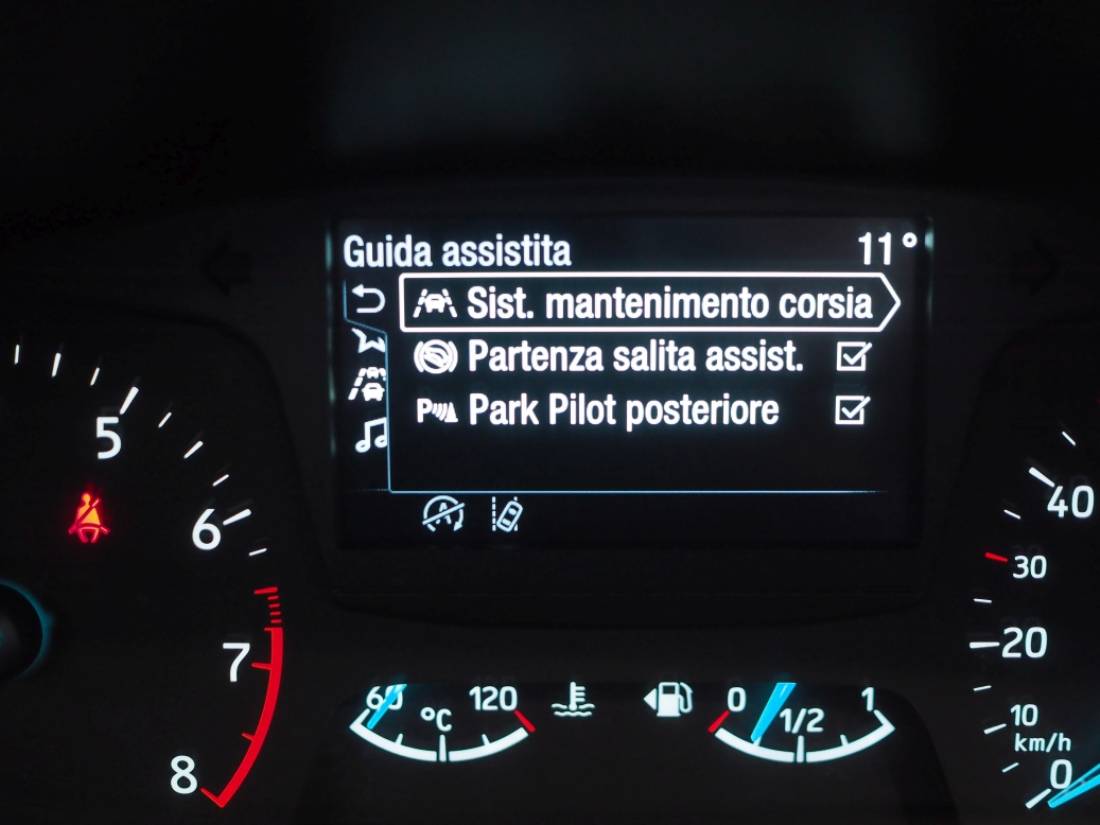 Guida assistita 11°
Sist. mantenimento corsia
Partenza salita assist.
P Park Pilot posteriore
A
5
6
7
8
60 °C 120
0 1/2 1
40
30
20
10
km/h
0